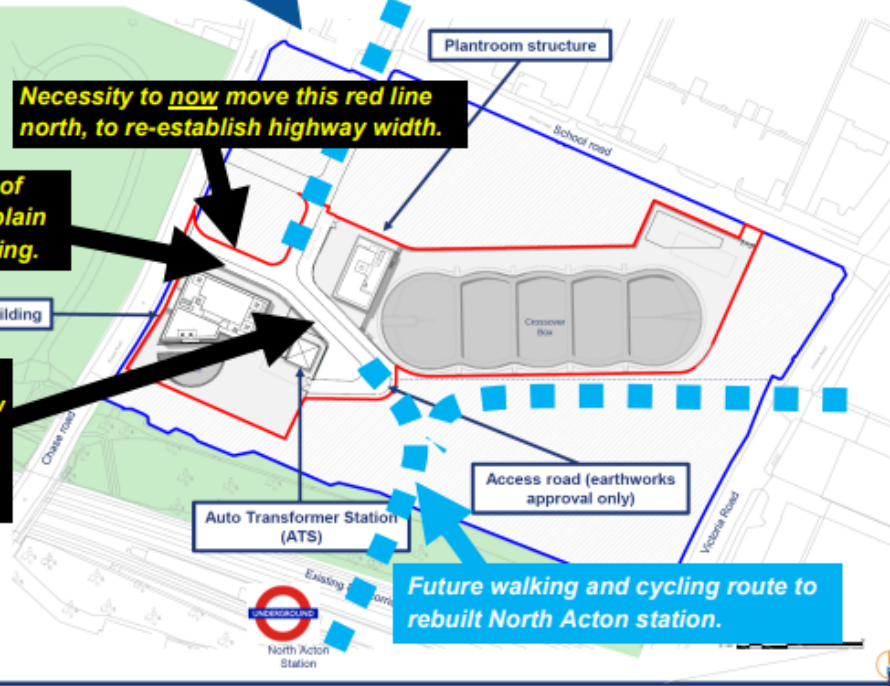 Plantroom structure
Necessity to now move this red line
north, to re-establish highway width.
School road
of
plain
ing.
ilding
Crossover
Box
Chase road
Access road (earthworks
approval only)
Auto Transformer Station
(ATS)
Victoria Road
Existing
Future walking and cycling route to
rebuilt North Acton station.
UNDERGROUND
North Acton
Station